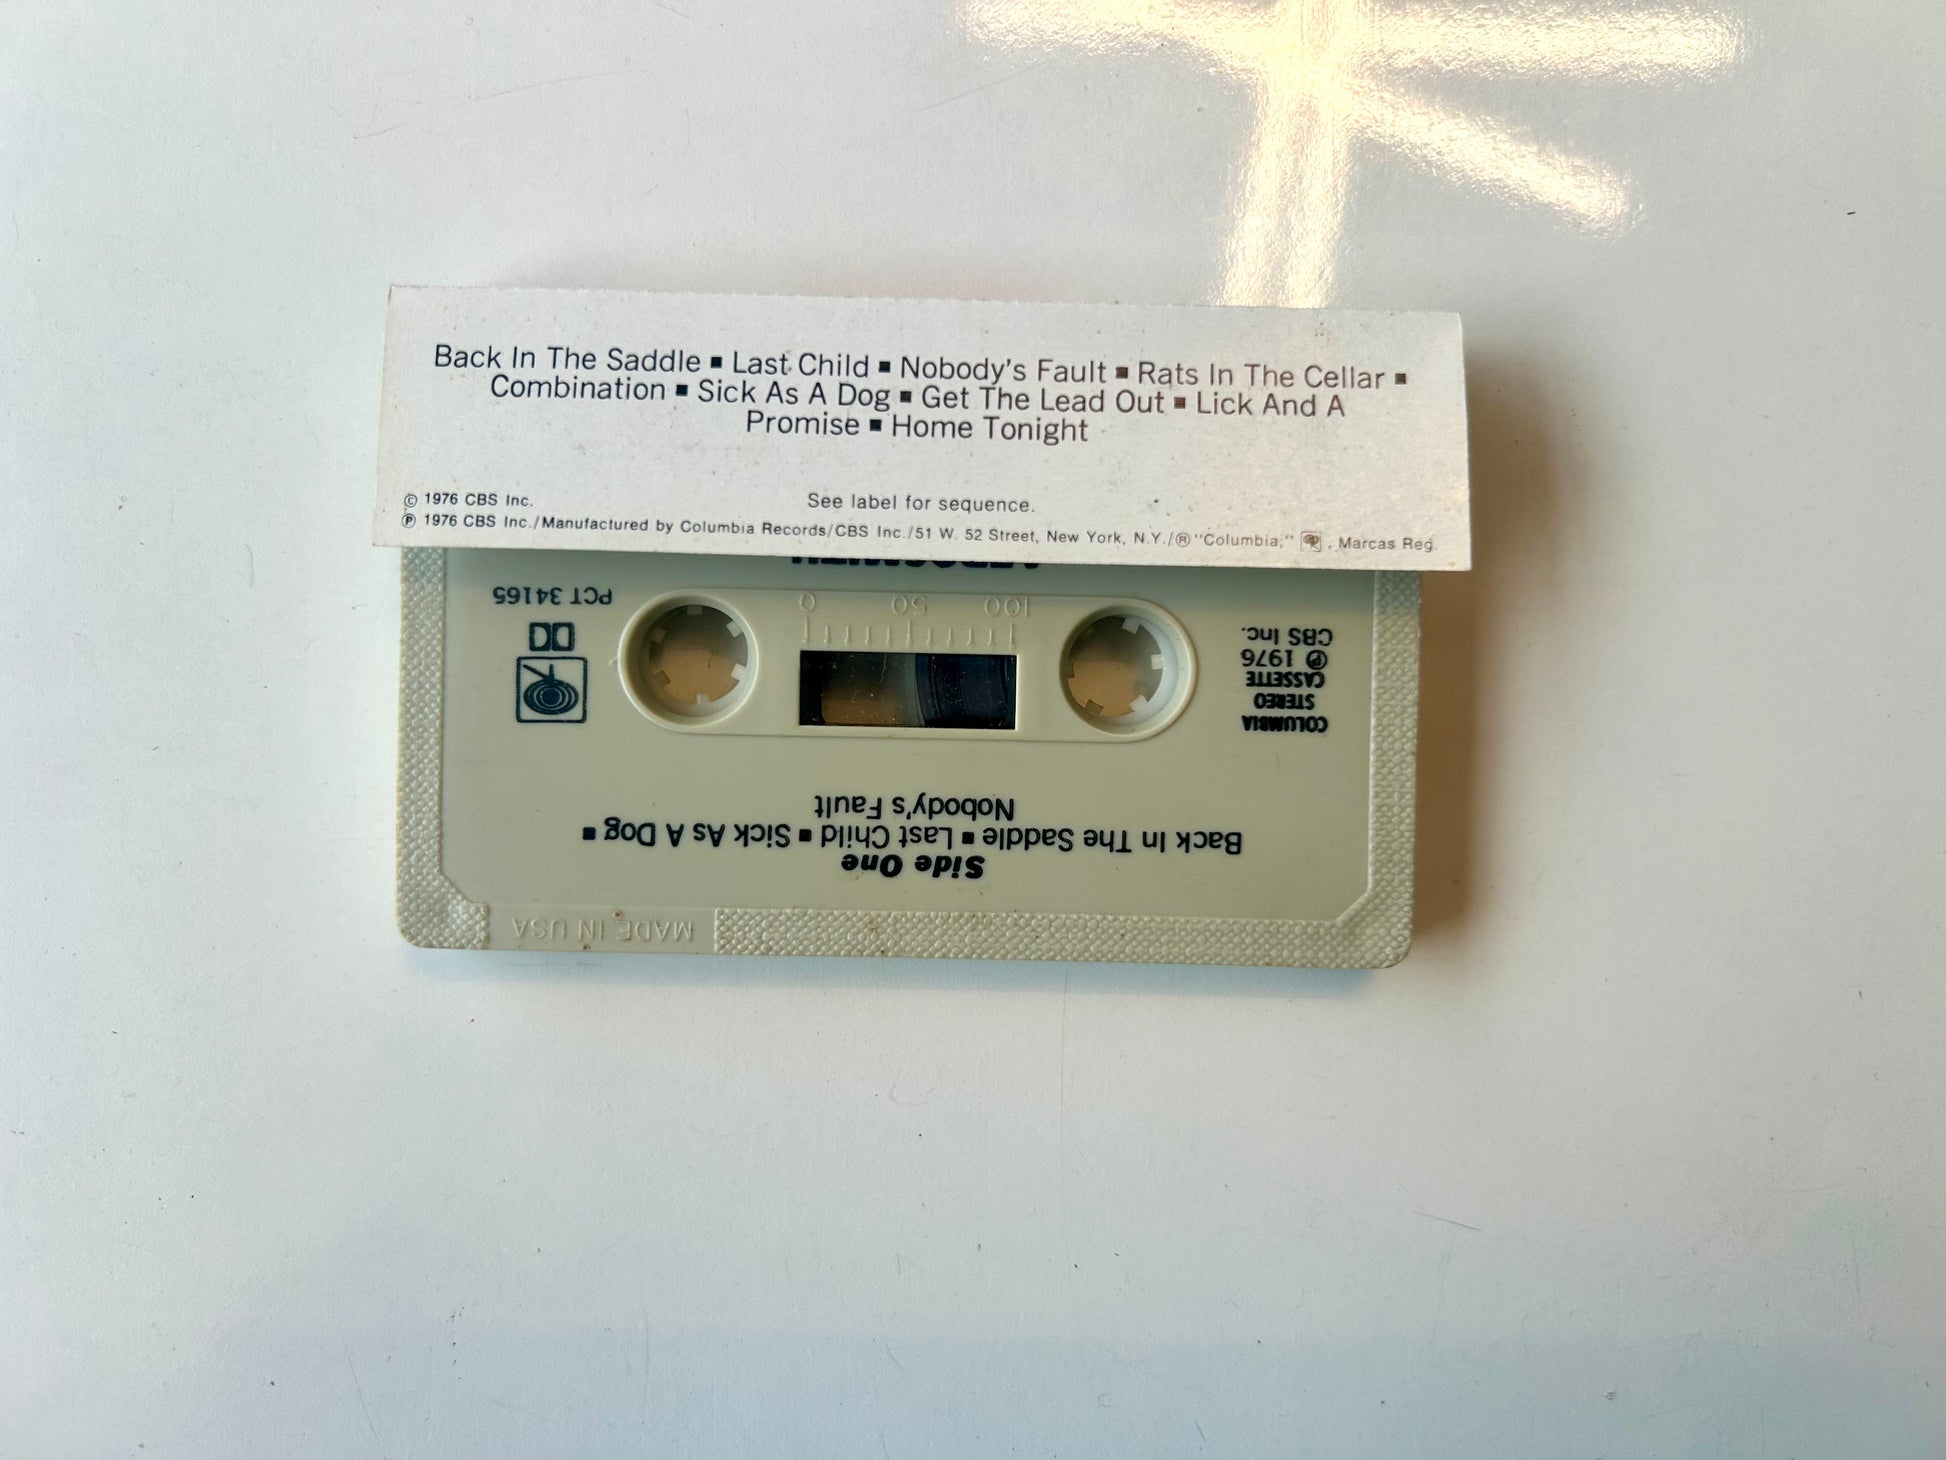 Back In The Saddle ▪ Last Child ▪ Nobody's Fault ▪ Rats In The Cellar ▪
Combination ▪ Sick As A Dog ▪ Get The Lead Out ▪ Lick And A
Promise ▪ Home Tonight
© 1976 CBS Inc.
See label for sequence.
℗ 1976 CBS Inc./Manufactured by Columbia Records/CBS Inc./51 W. 52 Street, New York, N.Y./® "Columbia," , Marcas Reg.
MADE IN USA
Side One
Back In The Saddle ▪ Last Child ▪ Sick As A Dog ▪
Nobody's Fault
COLUMBIA
STEREO
CASSETTE
℗ 1976
CBS Inc.
100 50 0
PCT 34165